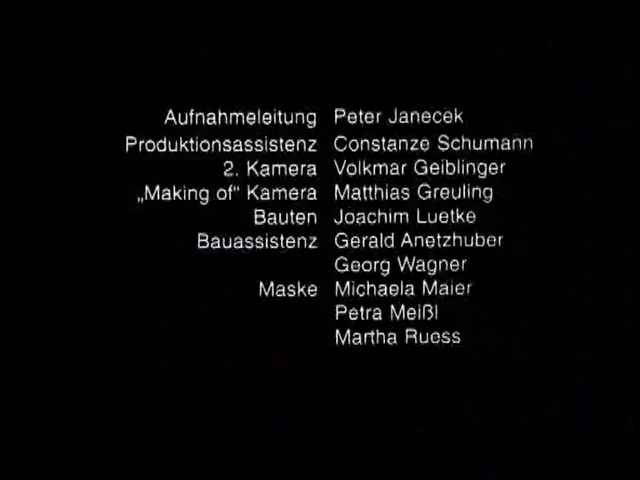 Aufnahmeleitung Peter Janecek
Produktionsassistenz Constanze Schumann
2. Kamera Volkmar Geiblinger
„Making of" Kamera Matthias Greuling
Bauten Joachim Luetke
Bauassistenz Gerald Anetzhuber
Georg Wagner
Maske Michaela Maier
Petra Meißl
Martha Ruess